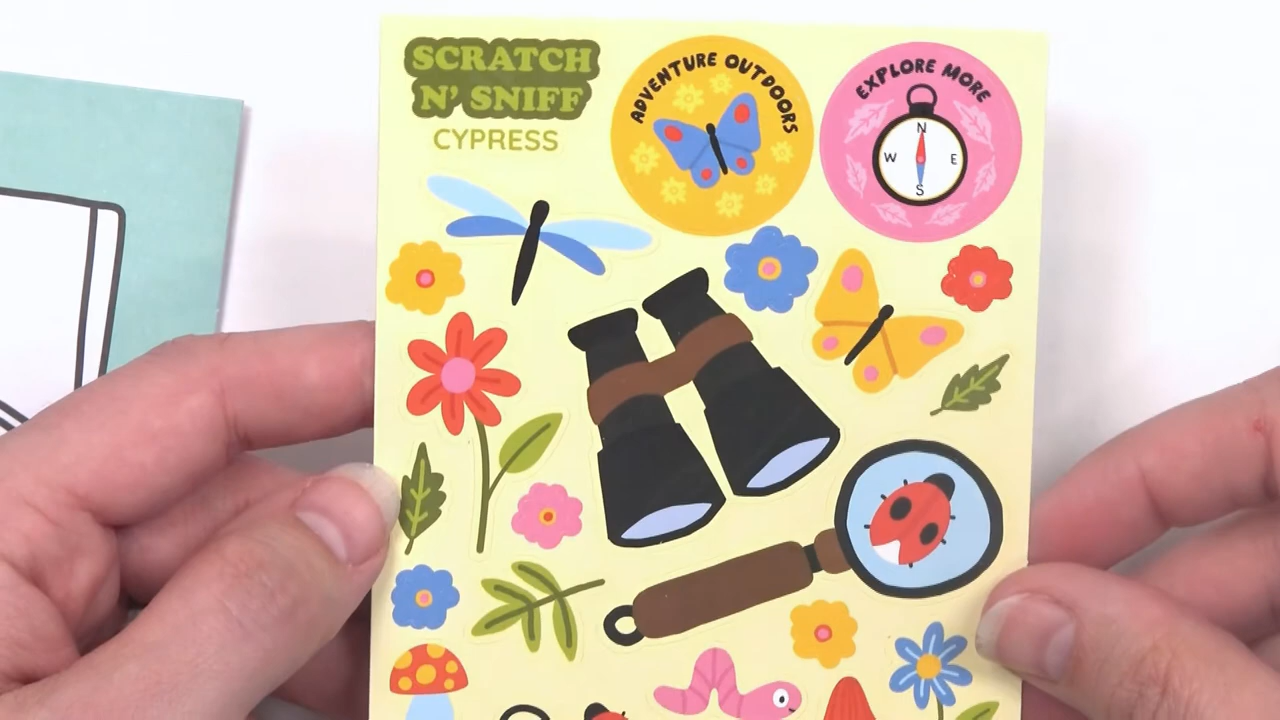 SCRATCH
N' SNIFF
CYPRESS
ADVENTURE OUTDOORS
EXPLORE MORE
N
W E
S